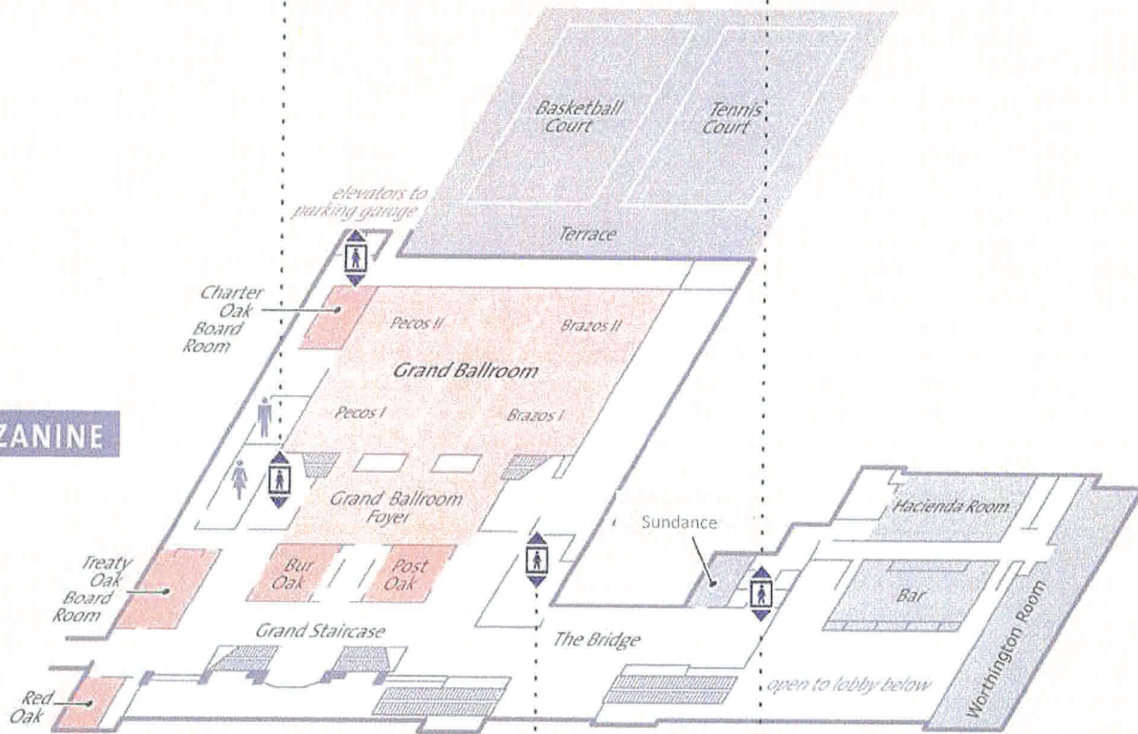 Basketball
Court
Tennis
Court
elevators to
parking garage
Terrace
Charter
Oak
Board
Room
Pecos II
Brazos II
Grand Ballroom
Pecos I
Brazos I
ZANINE
Grand Ballroom
Foyer
Hacienda Room
Sundance
Treaty
Oak
Board
Room
Bur
Oak
Post
Oak
Bar
Grand Staircase
The Bridge
Worthington Room
open to lobby below
Red
Oak